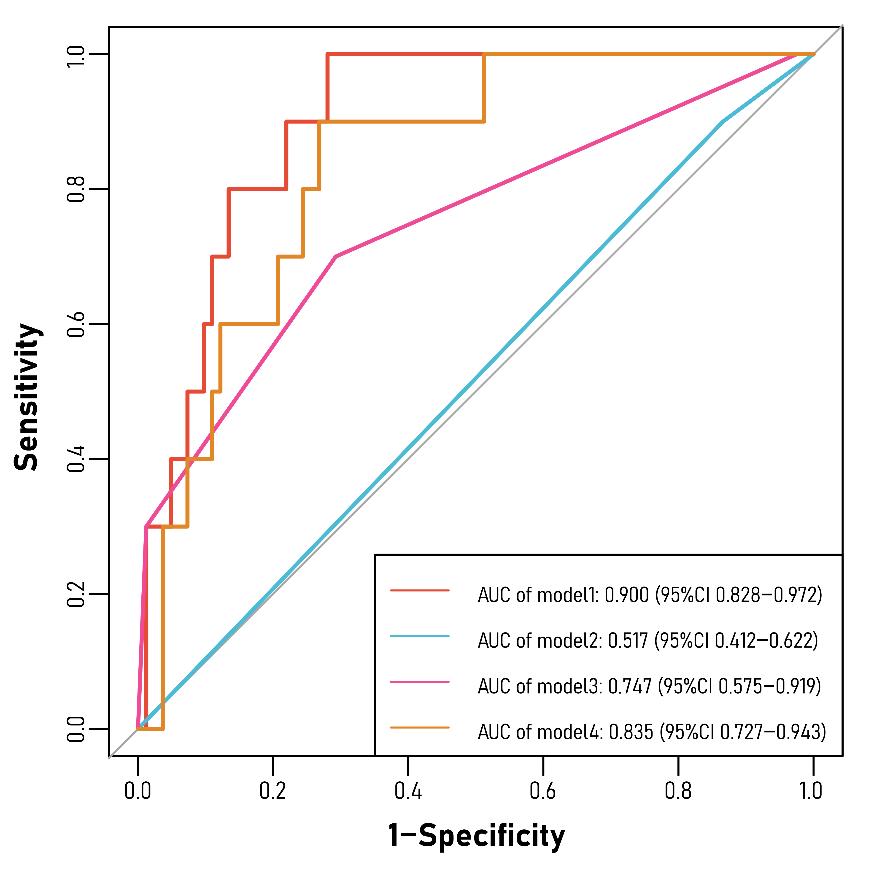 Sensitivity
1.0
0.8
0.6
0.4
0.2
0.0
AUC of model1: 0.900 (95%CI 0.828–0.972)
AUC of model2: 0.517 (95%CI 0.412–0.622)
AUC of model3: 0.747 (95%CI 0.575–0.919)
AUC of model4: 0.835 (95%CI 0.727–0.943)
0.0 0.2 0.4 0.6 0.8 1.0
1–Specificity